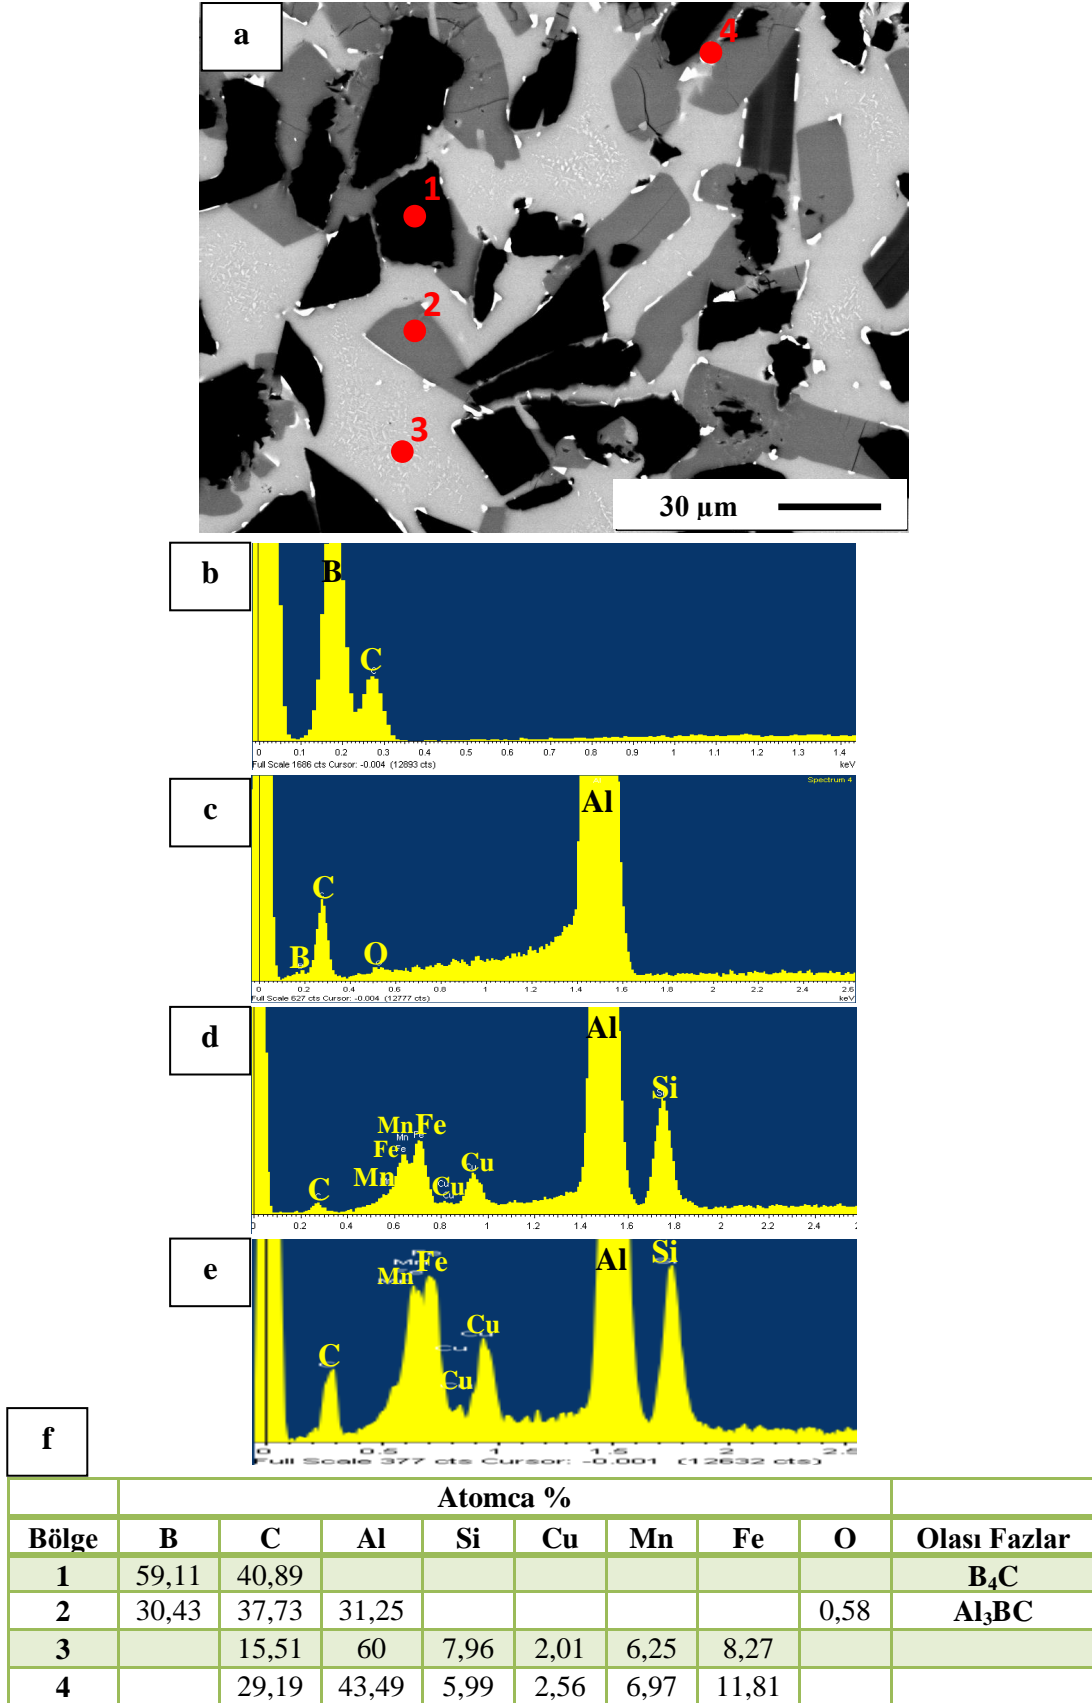 a
4
1
2
3
30 µm
b
B
C
0 0.1 0.2 0.3 0.4 0.5 0.6 0.7 0.8 0.9 1 1.1 1.2 1.3 1.4
Full Scale 1686 cts Cursor: -0.004 (12893 cts) keV
c
Spectrum 4
Al
C
B
O
0 0.2 0.4 0.6 0.8 1 1.2 1.4 1.6 1.8 2 2.2 2.4 2.6
Full Scale 627 cts Cursor: -0.004 (12777 cts) keV
d
Al
Si
Mn Fe
Fe
Mn
Cu
Cu
C
0 0.2 0.4 0.6 0.8 1 1.2 1.4 1.6 1.8 2 2.2 2.4
e
Al
Si
Fe
Mn
Cu
C
Cu
0 0.5 1 1.5 2 2.5
Full Scale 377 cts Cursor: -0.001 (12632 cts)
f
Atomca %
Bölge B C Al Si Cu Mn Fe O Olası Fazlar
1 59,11 40,89 B₄C
2 30,43 37,73 31,25 0,58 Al₃BC
3 15,51 60 7,96 2,01 6,25 8,27
4 29,19 43,49 5,99 2,56 6,97 11,81